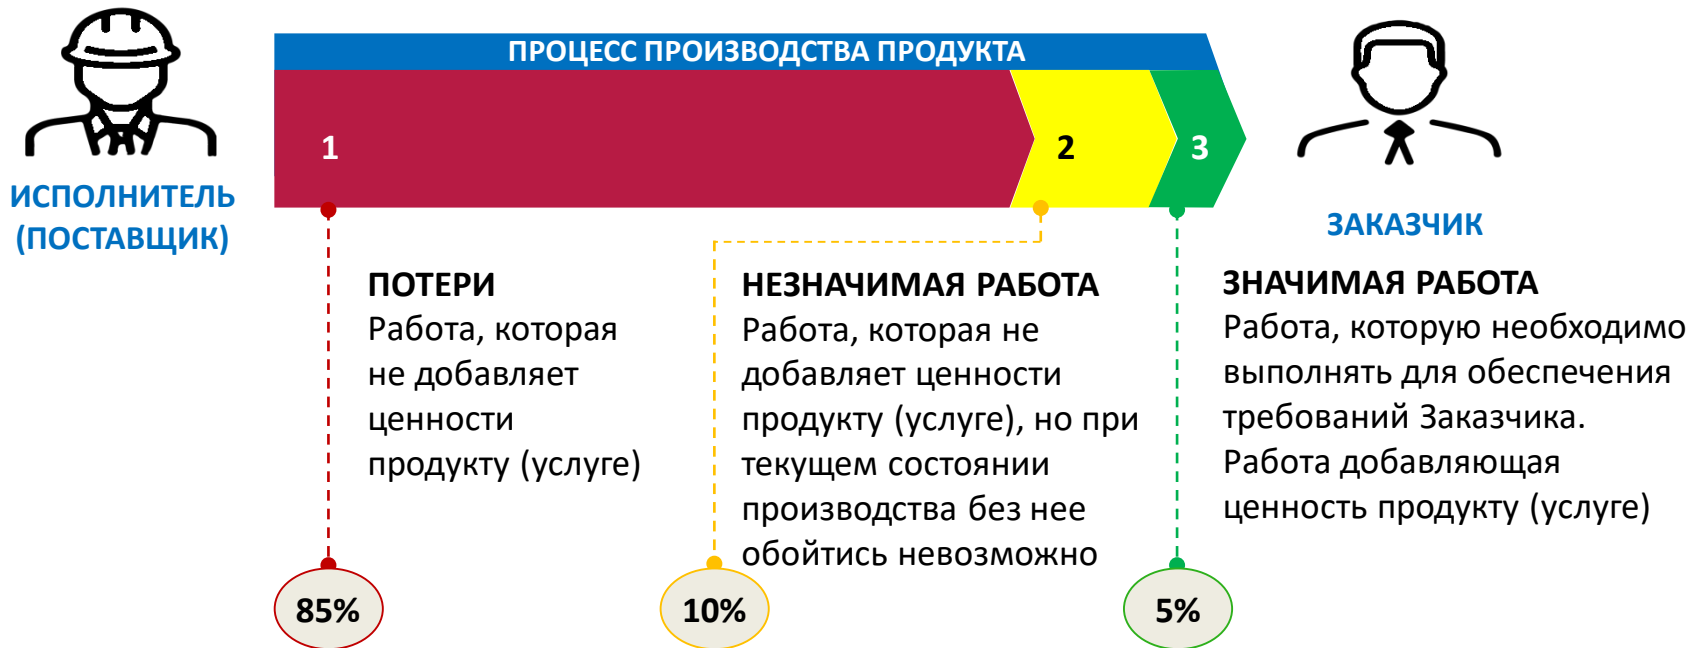 ПРОЦЕСС ПРОИЗВОДСТВА ПРОДУКТА
1
2
3
ИСПОЛНИТЕЛЬ
(ПОСТАВЩИК)
ЗАКАЗЧИК
ПОТЕРИ
Работа, которая
не добавляет
ценности
продукту (услуге)
НЕЗНАЧИМАЯ РАБОТА
Работа, которая не
добавляет ценности
продукту (услуге), но при
текущем состоянии
производства без нее
обойтись невозможно
ЗНАЧИМАЯ РАБОТА
Работа, которую необходимо
выполнять для обеспечения
требований Заказчика.
Работа добавляющая
ценность продукту (услуге)
85%
10%
5%